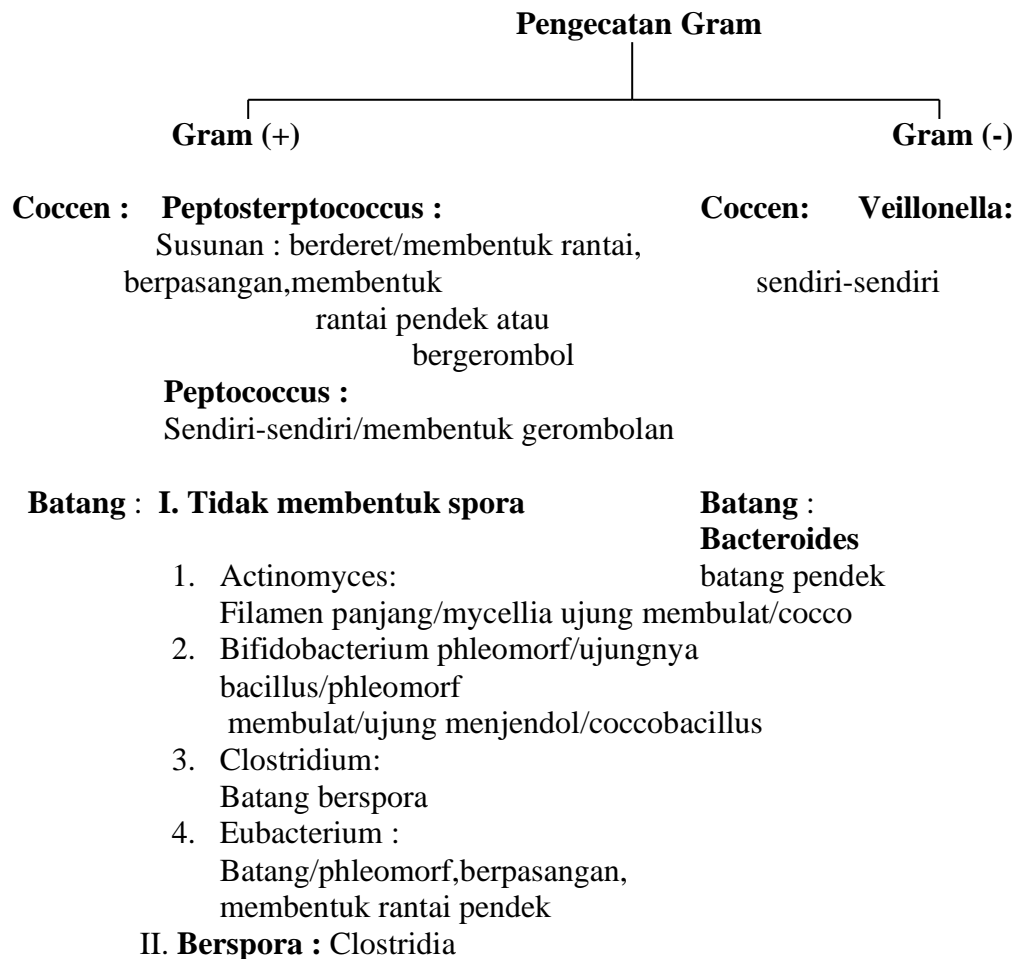 Pengecatan Gram
Gram (+) Gram (-)
Coccen : Peptosterptococcus : Coccen: Veillonella:
Susunan : berderet/membentuk rantai,
berpasangan,membentuk sendiri-sendiri
rantai pendek atau
bergerombol
Peptococcus :
Sendiri-sendiri/membentuk gerombolan
Batang : I. Tidak membentuk spora Batang :
Bacteroides
1. Actinomyces: batang pendek
Filamen panjang/mycellia ujung membulat/cocco
2. Bifidobacterium phleomorf/ujungnya
bacillus/phleomorf
membulat/ujung menjendol/coccobacillus
3. Clostridium:
Batang berspora
4. Eubacterium :
Batang/phleomorf,berpasangan,
membentuk rantai pendek
II. Berspora : Clostridia